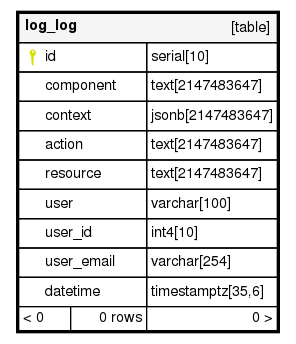 log_log [table]
id serial[10]
component text[2147483647]
context jsonb[2147483647]
action text[2147483647]
resource text[2147483647]
user varchar[100]
user_id int4[10]
user_email varchar[254]
datetime timestamptz[35,6]
< 0 0 rows 0 >